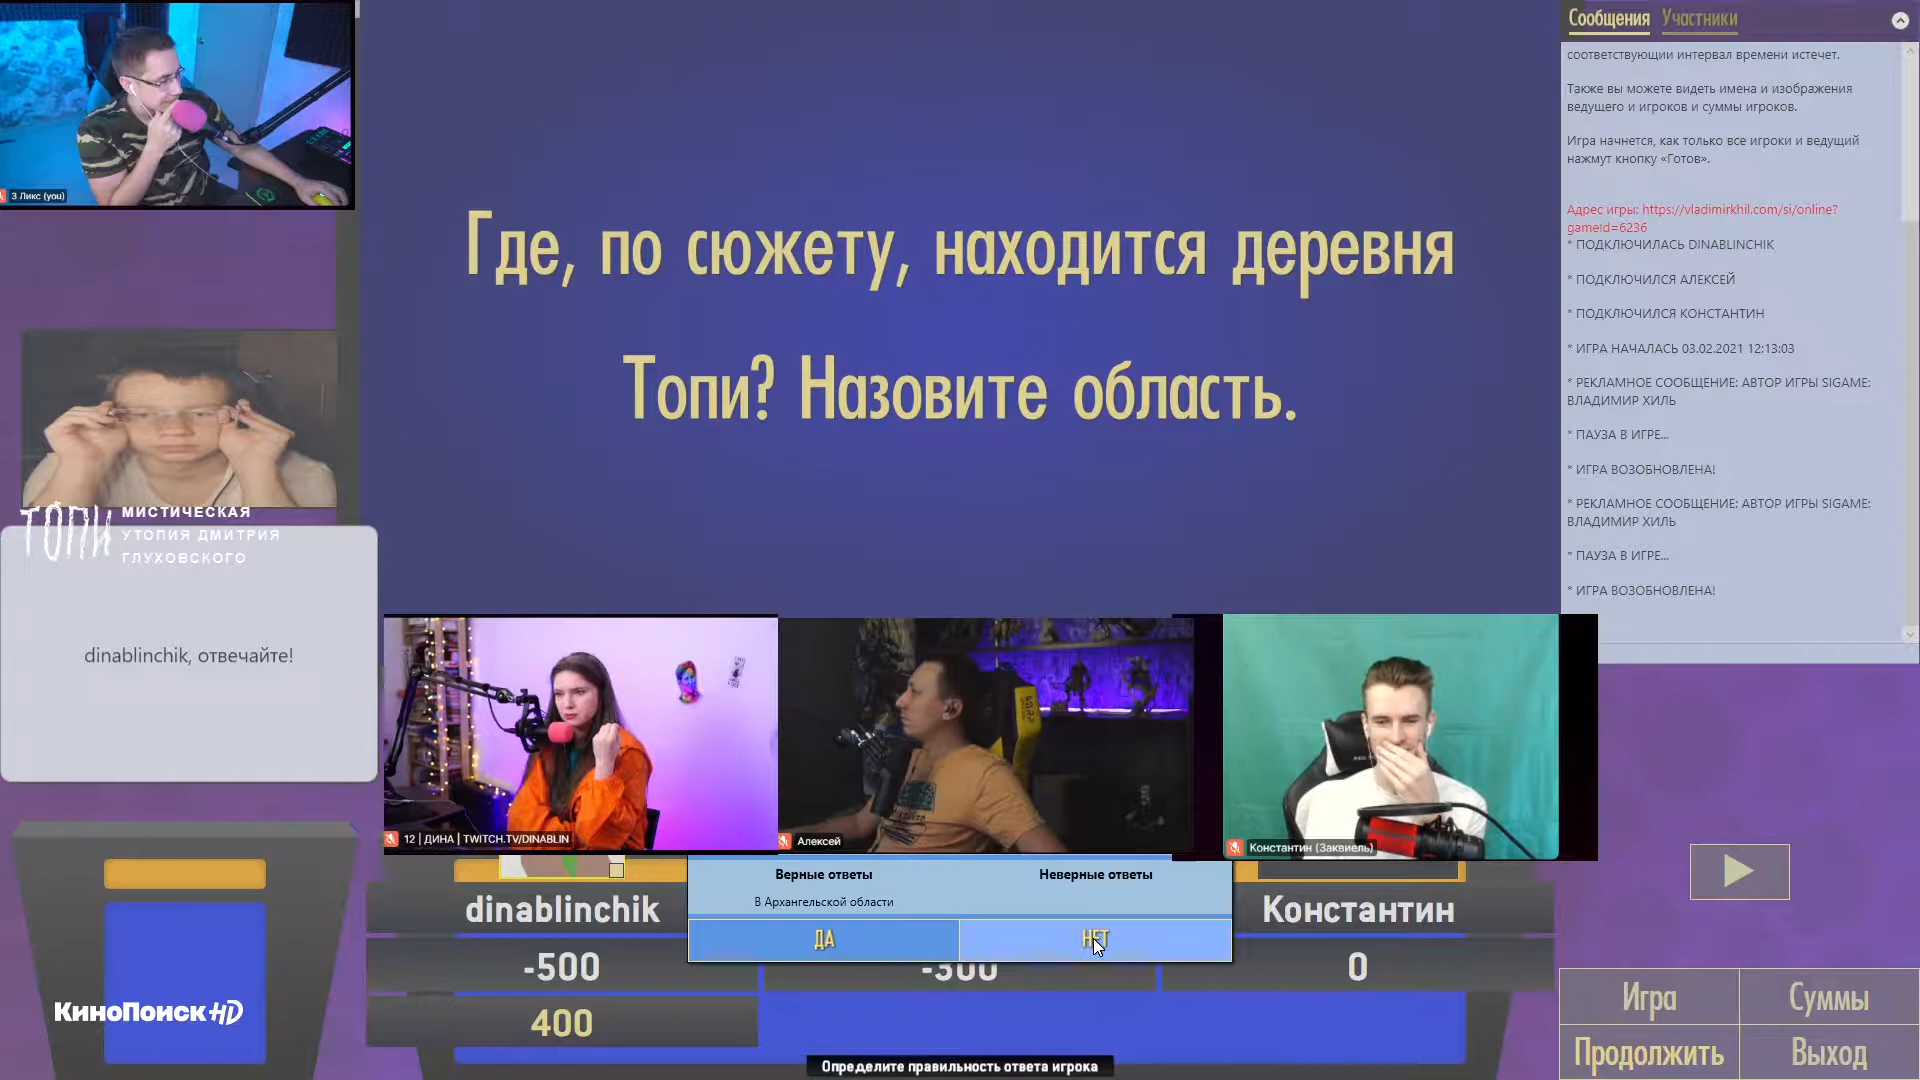 3 Ликс (you)
Где, по сюжету, находится деревня
Топи? Назовите область.
Сообщения Участники
соответствующии интервал времени истечет.
Также вы можете видеть имена и изображения
ведущего и игроков и суммы игроков.
Игра начнется, как только все игроки и ведущий
нажмут кнопку «Готов».
Адрес игры: https://vladimirkhil.com/si/online?
gameId=6236
* ПОДКЛЮЧИЛАСЬ DINABLINCHIK
* ПОДКЛЮЧИЛСЯ АЛЕКСЕЙ
* ПОДКЛЮЧИЛСЯ КОНСТАНТИН
* ИГРА НАЧАЛАСЬ 03.02.2021 12:13:03
* РЕКЛАМНОЕ СООБЩЕНИЕ: АВТОР ИГРЫ SIGAME:
ВЛАДИМИР ХИЛЬ
* ПАУЗА В ИГРЕ...
* ИГРА ВОЗОБНОВЛЕНА!
* РЕКЛАМНОЕ СООБЩЕНИЕ: АВТОР ИГРЫ SIGAME:
ВЛАДИМИР ХИЛЬ
* ПАУЗА В ИГРЕ...
* ИГРА ВОЗОБНОВЛЕНА!
ТОПИ
МИСТИЧЕСКАЯ
УТОПИЯ ДМИТРИЯ
ГЛУХОВСКОГО
dinablinchik, отвечайте!
12 | ДИНА | TWITCH.TV/DINABLIN
Алексей
Константин (Заквиель)
Верные ответы Неверные ответы
В Архангельской области
ДА НЕТ
dinablinchik
-500
400
-300
Константин
0
КиноПоиск HD
Определите правильность ответа игрока
Игра Суммы
Продолжить Выход